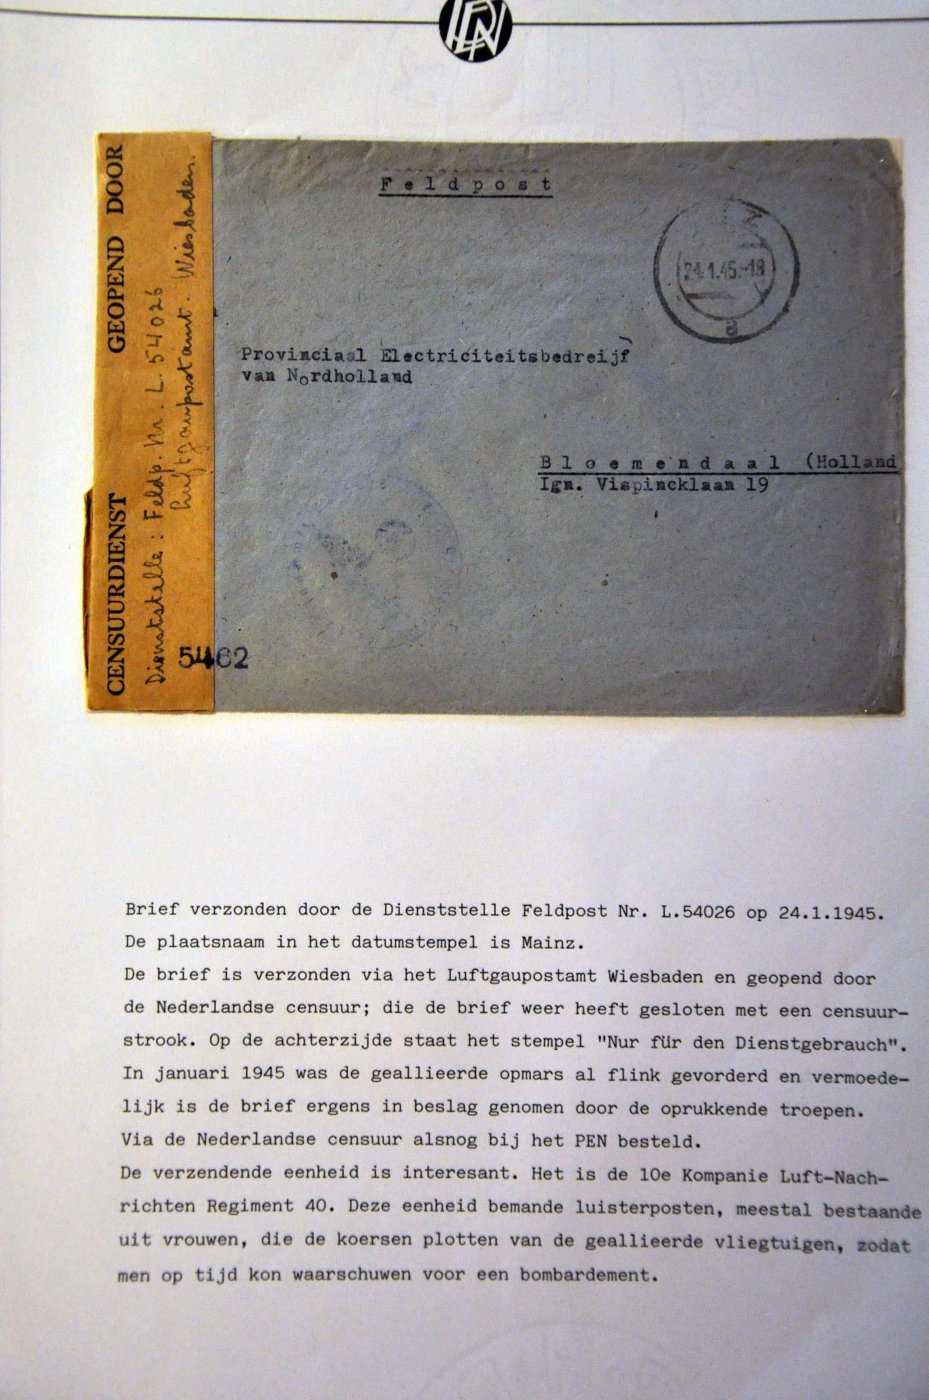 PEN
Feldpost
24.1.45.-18
a
Provinciaal Electriciteitsbedreijf
van Nordholland
Bloemendaal (Holland
Ign. Vispincklaan 19
CENSUURDIENST GEOPEND DOOR
Dienststelle: Feldp. Nr. L. 54026
Luftgaupostamt. Wiesbaden.
5462
Brief verzonden door de Dienststelle Feldpost Nr. L.54026 op 24.1.1945.
De plaatsnaam in het datumstempel is Mainz.
De brief is verzonden via het Luftgaupostamt Wiesbaden en geopend door
de Nederlandse censuur; die de brief weer heeft gesloten met een censuur-
strook. Op de achterzijde staat het stempel "Nur für den Dienstgebrauch".
In januari 1945 was de geallieerde opmars al flink gevorderd en vermoede-
lijk is de brief ergens in beslag genomen door de oprukkende troepen.
Via de Nederlandse censuur alsnog bij het PEN besteld.
De verzendende eenheid is interesant. Het is de 10e Kompanie Luft-Nach-
richten Regiment 40. Deze eenheid bemande luisterposten, meestal bestaande
uit vrouwen, die de koersen plotten van de geallieerde vliegtuigen, zodat
men op tijd kon waarschuwen voor een bombardement.